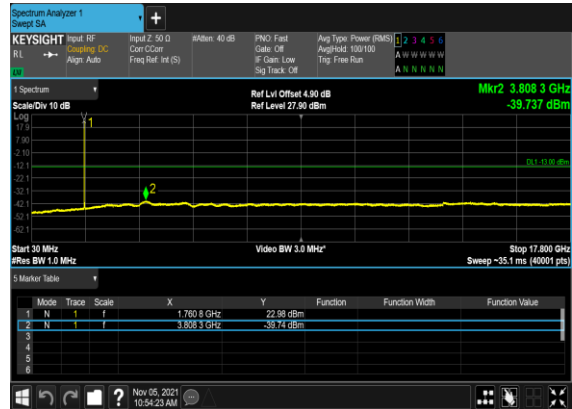 Spectrum Analyzer 1
Swept SA
+
KEYSIGHT Input: RF Input Z: 50 Ω #Atten: 40 dB PNO: Fast Avg Type: Power (RMS) 1 2 3 4 5 6
RL Coupling: DC Corr CCorr Gate: Off Avg|Hold: 100/100 A W W W W W
Align: Auto Freq Ref: Int (S) IF Gain: Low Trig: Free Run
Sig Track: Off A N N N N N
1 Spectrum Ref Lvl Offset 4.90 dB Mkr2 3.808 3 GHz
Scale/Div 10 dB Ref Level 27.90 dBm -39.737 dBm
Log
17.9
7.90
-2.10
-12.1
-22.1
-32.1
-42.1
-52.1
-62.1
1
DL1 -13.00 dBm
2
Start 30 MHz Video BW 3.0 MHz* Stop 17.800 GHz
#Res BW 1.0 MHz Sweep ~35.1 ms (40001 pts)
5 Marker Table
Mode Trace Scale X Y Function Function Width Function Value
1 N 1 f 1.760 8 GHz 22.98 dBm
2 N 1 f 3.808 3 GHz -39.74 dBm
3
4
5
6
? Nov 05, 2021
10:54:23 AM